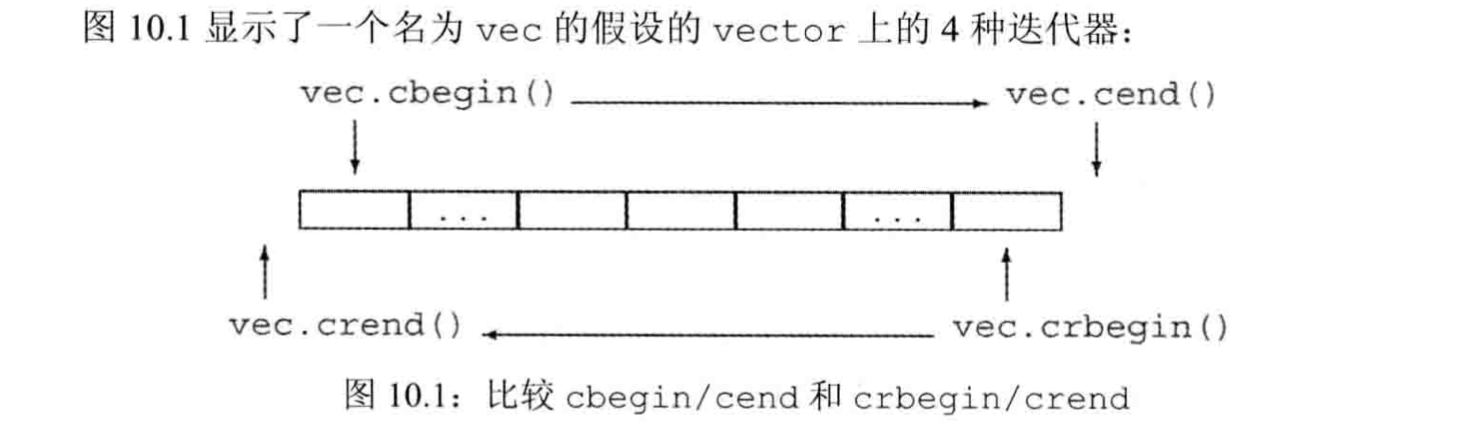 图 10.1 显示了一个名为 vec 的假设的 vector 上的 4 种迭代器：
vec.cbegin() vec.cend()
... ...
vec.crend() vec.crbegin()
图 10.1：比较 cbegin/cend 和 crbegin/crend